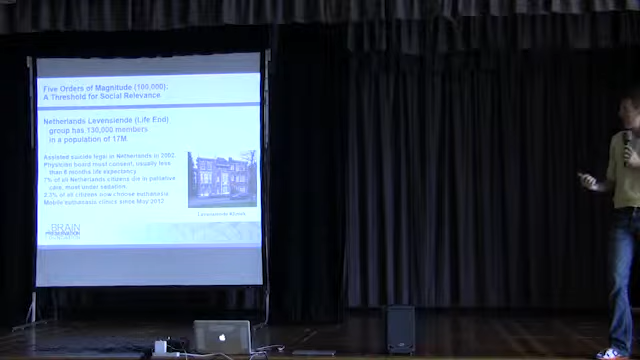 Five Orders of Magnitude (100,000):
A Threshold for Social Relevance
Netherlands Levensiende (Life End)
group has 130,000 members
in a population of 17M
Assisted suicide legal in Netherlands in 2002.
Physician board must consent, usually less
than 6 months life expectancy.
7% of all Netherlands citizens die in palliative
care, most under sedation.
of all citizens now choose euthanasia.
Mobile euthanasia clinics since May 2012
BRAIN
PRESERVATION